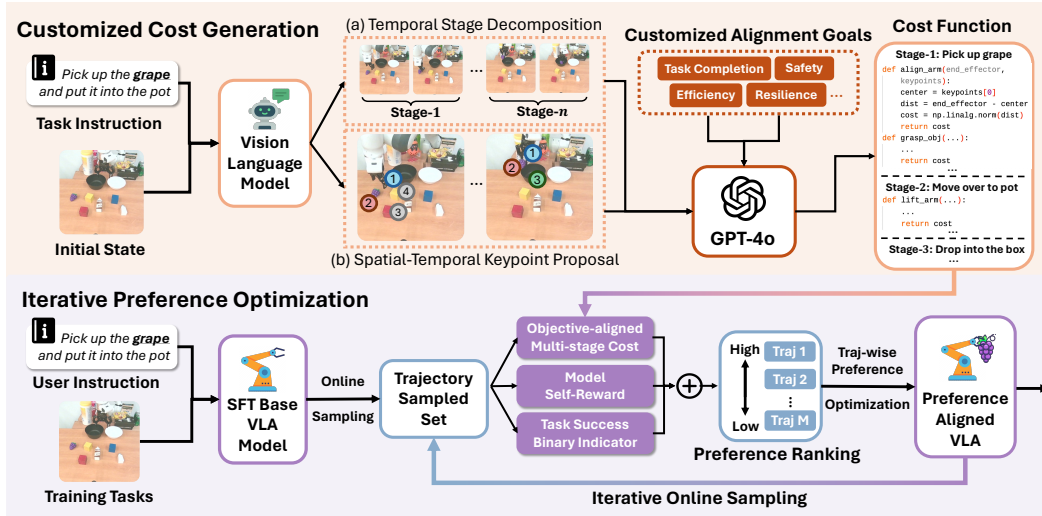 Customized Cost Generation
i
Pick up the grape
and put it into the pot
Task Instruction
Initial State
Vision
Language
Model
(a) Temporal Stage Decomposition
...
Stage-1
Stage-n
1
2
3
4
...
1
2
3
(b) Spatial-Temporal Keypoint Proposal
Customized Alignment Goals
Task Completion
Safety
Efficiency
Resilience
...
GPT-4o
Cost Function
Stage-1: Pick up grape
def align_arm(end_effector,
keypoints):
center = keypoints[0]
dist = end_effector - center
cost = np.linalg.norm(dist)
return cost
def grasp_obj(...):
...
return cost
...
Stage-2: Move over to pot
def lift_arm(...):
...
return cost
...
Stage-3: Drop into the box
...
Iterative Preference Optimization
i
Pick up the grape
and put it into the pot
User Instruction
Training Tasks
SFT Base
VLA
Model
Online
Sampling
Trajectory
Sampled
Set
Objective-aligned
Multi-stage Cost
Model
Self-Reward
Task Success
Binary Indicator
High
Low
Traj 1
Traj 2
⋮
Traj M
Preference Ranking
Traj-wise
Preference
Optimization
Preference
Aligned
VLA
Iterative Online Sampling